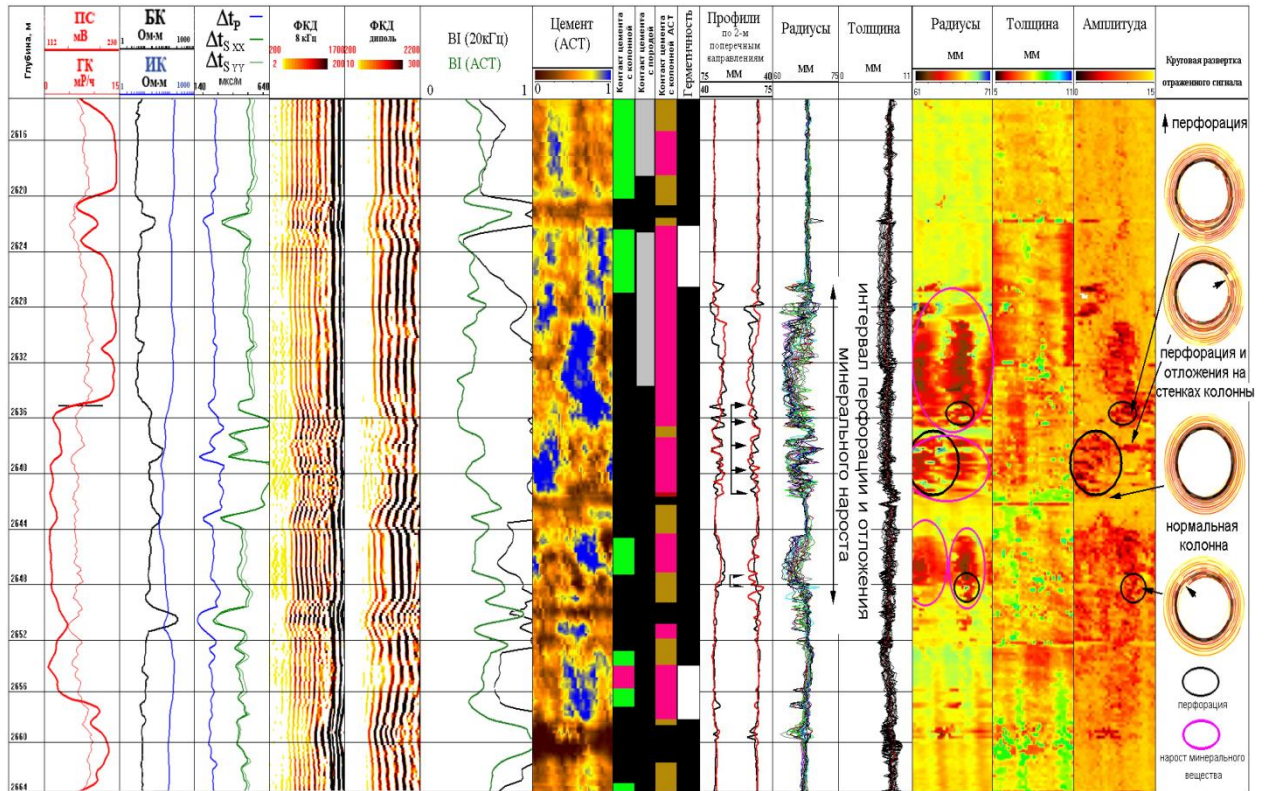 Глубина, м
ПС
мВ
112 230
ГК
мР/ч
0 15
БК
Ом·м
1 1000
ИК
Ом·м
1 1000
Δtp
ΔtS XX
ΔtS YY
мкс/м
140 640
ФКД
8 кГц
200 1700
2 200
ФКД
диполь
200 2200
10 300
BI (20кГц)
BI (АСТ)
0 1
Цемент
(АСТ)
0 1
Контакт цемента
с колонной
Контакт цемента
с породой
Контакт цемента
с колонной АСТ
Герметичность
Профили
по 2-м
поперечным
направлениям
мм
75 40
40 75
Радиусы
мм
60 75
Толщина
мм
0 11
Радиусы
мм
61 71
Толщина
мм
5 11
Амплитуда
0 15
Круговая развертка
отраженного сигнала
2616
2620
2624
2628
2632
2636
2640
2644
2648
2652
2656
2660
2664
интервал перфорации и отложения
минерального нароста
перфорация
перфорация и
отложения на
стенках колонны
нормальная
колонна
перфорация
нарост минерального
вещества